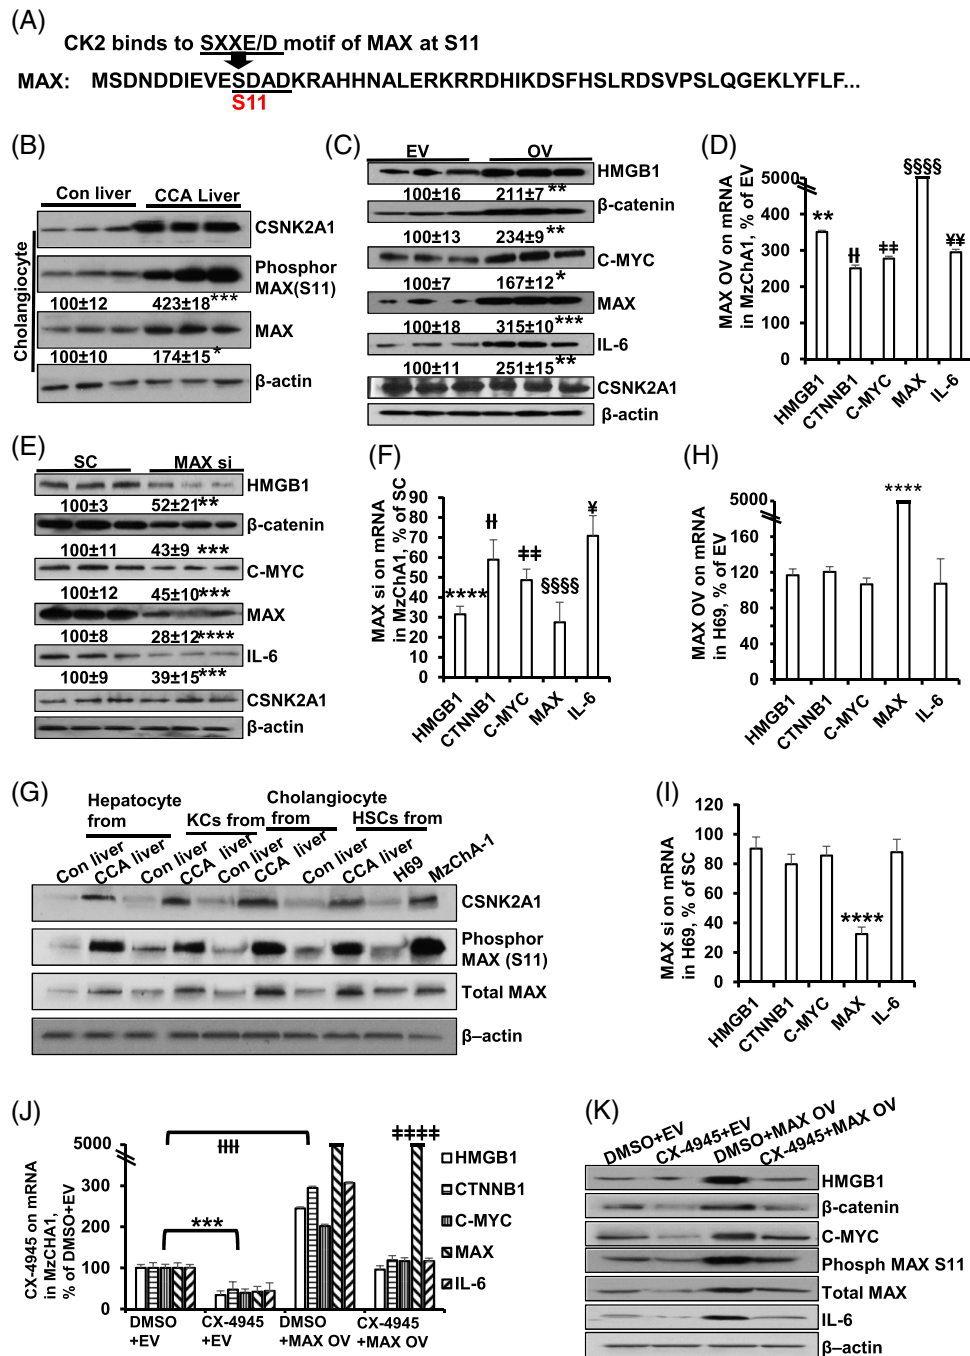 (A)
CK2 binds to SXXE/D motif of MAX at S11
MAX: MSDNDDIEVESDADKRAHHNALERKRRDHIKDSFHSLRDSVPSLQGEKLYFLF...
S11
(B)
Con liver CCA Liver
Cholangiocyte
CSNK2A1
Phosphor
MAX(S11)
100±12 423±18***
MAX
100±10 174±15*
β-actin
(C)
EV OV
HMGB1
100±16 211±7**
β-catenin
100±13 234±9**
C-MYC
100±7 167±12*
MAX
100±18 315±10***
IL-6
100±11 251±15**
CSNK2A1
β-actin
(D)
MAX OV on mRNA
in MzChA1, % of EV
5000
400
300
200
100
0
** ƗƗ ‡‡ §§§§ ¥¥
HMGB1 CTNNB1 C-MYC MAX IL-6
(E)
SC MAX si
HMGB1
100±3 52±21**
β-catenin
100±11 43±9 ***
C-MYC
100±12 45±10***
MAX
100±8 28±12****
IL-6
100±9 39±15***
CSNK2A1
β-actin
(F)
MAX si on mRNA
in MzChA1, % of SC
90
80
70
60
50
40
30
20
10
0
**** ƗƗ ‡‡ §§§§ ¥
HMGB1 CTNNB1 C-MYC MAX IL-6
(H)
MAX OV on mRNA
in H69, % of EV
5000
160
120
80
40
0
****
HMGB1 CTNNB1 C-MYC MAX IL-6
(G)
Hepatocyte
from
KCs from
Cholangiocyte
from
HSCs from
Con liver CCA liver Con liver CCA liver Con liver CCA liver Con liver CCA liver H69 MzChA-1
CSNK2A1
Phosphor
MAX (S11)
Total MAX
β–actin
(I)
MAX si on mRNA
in H69, % of SC
120
100
80
60
40
20
0
****
HMGB1 CTNNB1 C-MYC MAX IL-6
(J)
CX-4945 on mRNA
in MzCHA1,
% of DMSO+EV
5000
300
200
100
0
*** ƗƗƗƗ ‡‡‡‡
HMGB1
CTNNB1
C-MYC
MAX
IL-6
DMSO
+EV
CX-4945
+EV
DMSO
+MAX OV
CX-4945
+MAX OV
(K)
DMSO+EV CX-4945+EV DMSO+MAX OV CX-4945+MAX OV
HMGB1
β-catenin
C-MYC
Phosph MAX S11
Total MAX
IL-6
β–actin